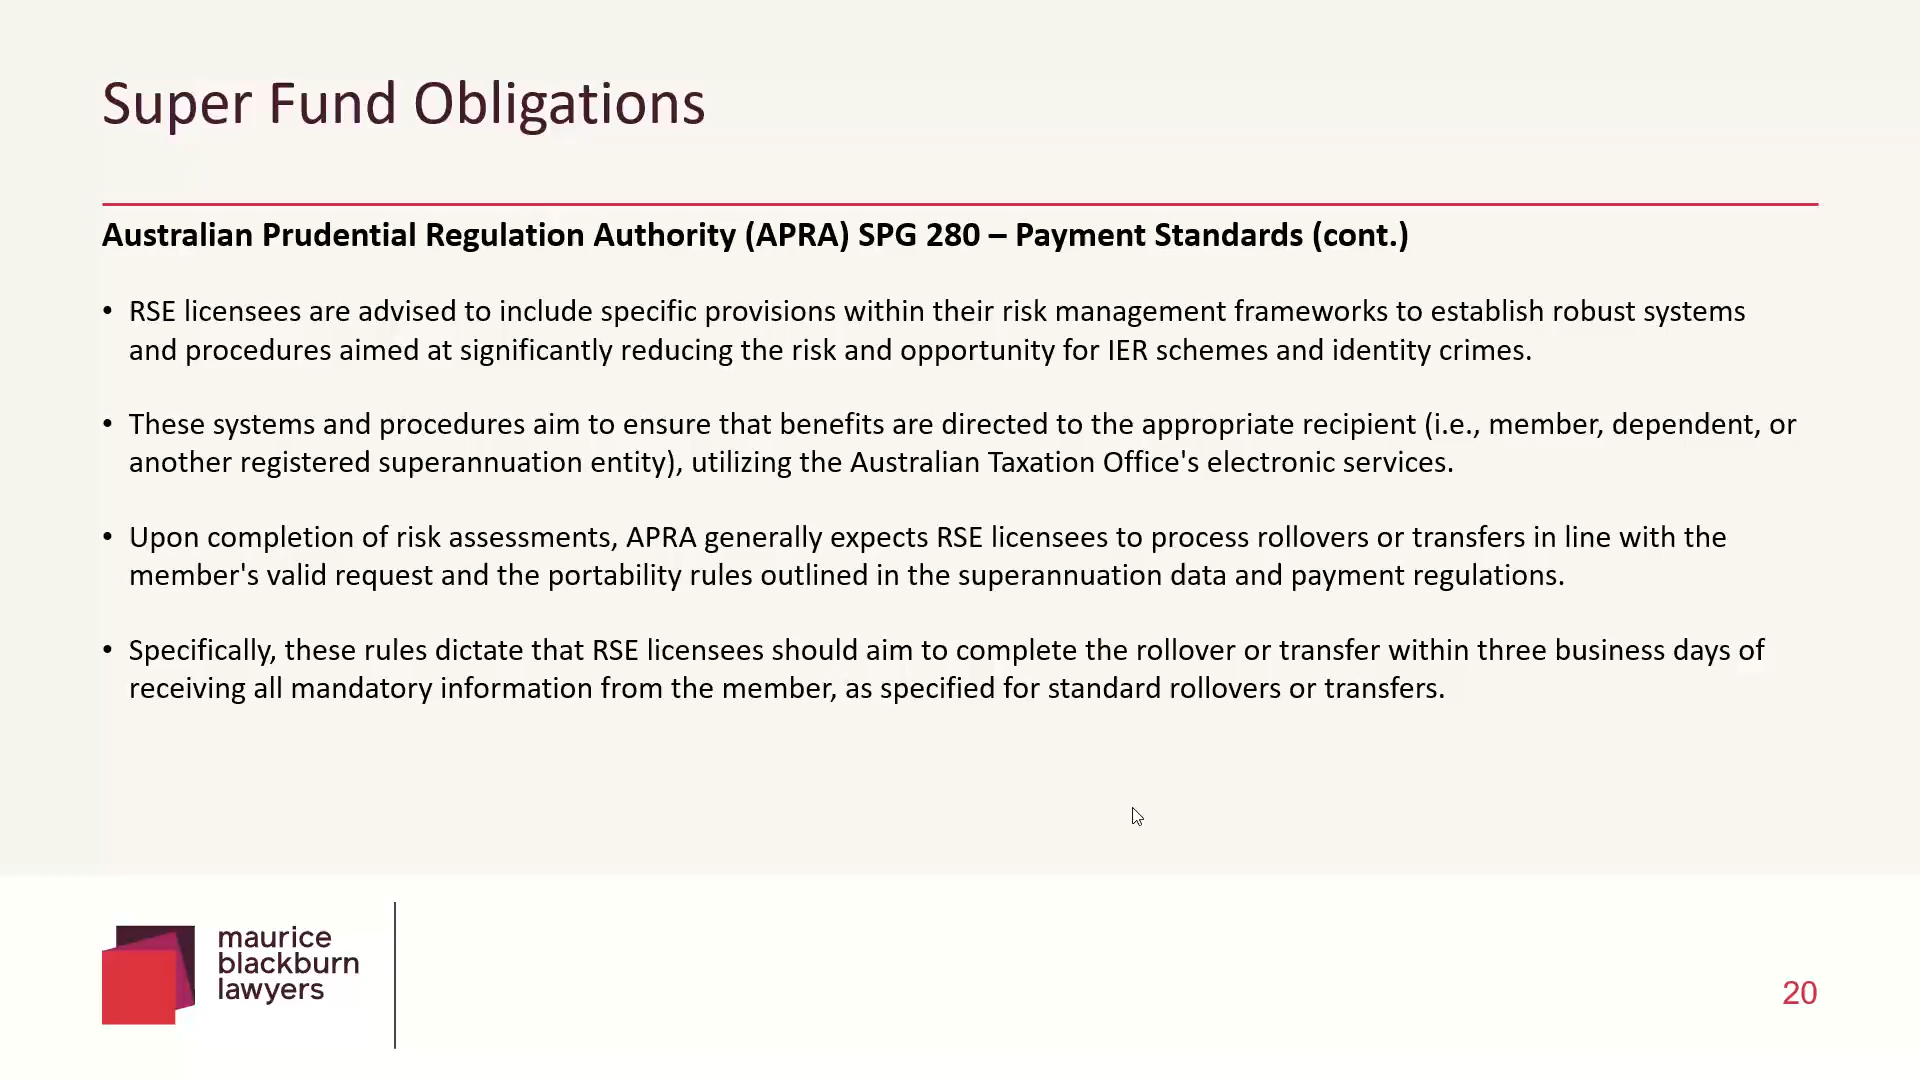 Super Fund Obligations
Australian Prudential Regulation Authority (APRA) SPG 280 – Payment Standards (cont.)
• RSE licensees are advised to include specific provisions within their risk management frameworks to establish robust systems
and procedures aimed at significantly reducing the risk and opportunity for IER schemes and identity crimes.
• These systems and procedures aim to ensure that benefits are directed to the appropriate recipient (i.e., member, dependent, or
another registered superannuation entity), utilizing the Australian Taxation Office's electronic services.
• Upon completion of risk assessments, APRA generally expects RSE licensees to process rollovers or transfers in line with the
member's valid request and the portability rules outlined in the superannuation data and payment regulations.
• Specifically, these rules dictate that RSE licensees should aim to complete the rollover or transfer within three business days of
receiving all mandatory information from the member, as specified for standard rollovers or transfers.
maurice
blackburn
lawyers
20